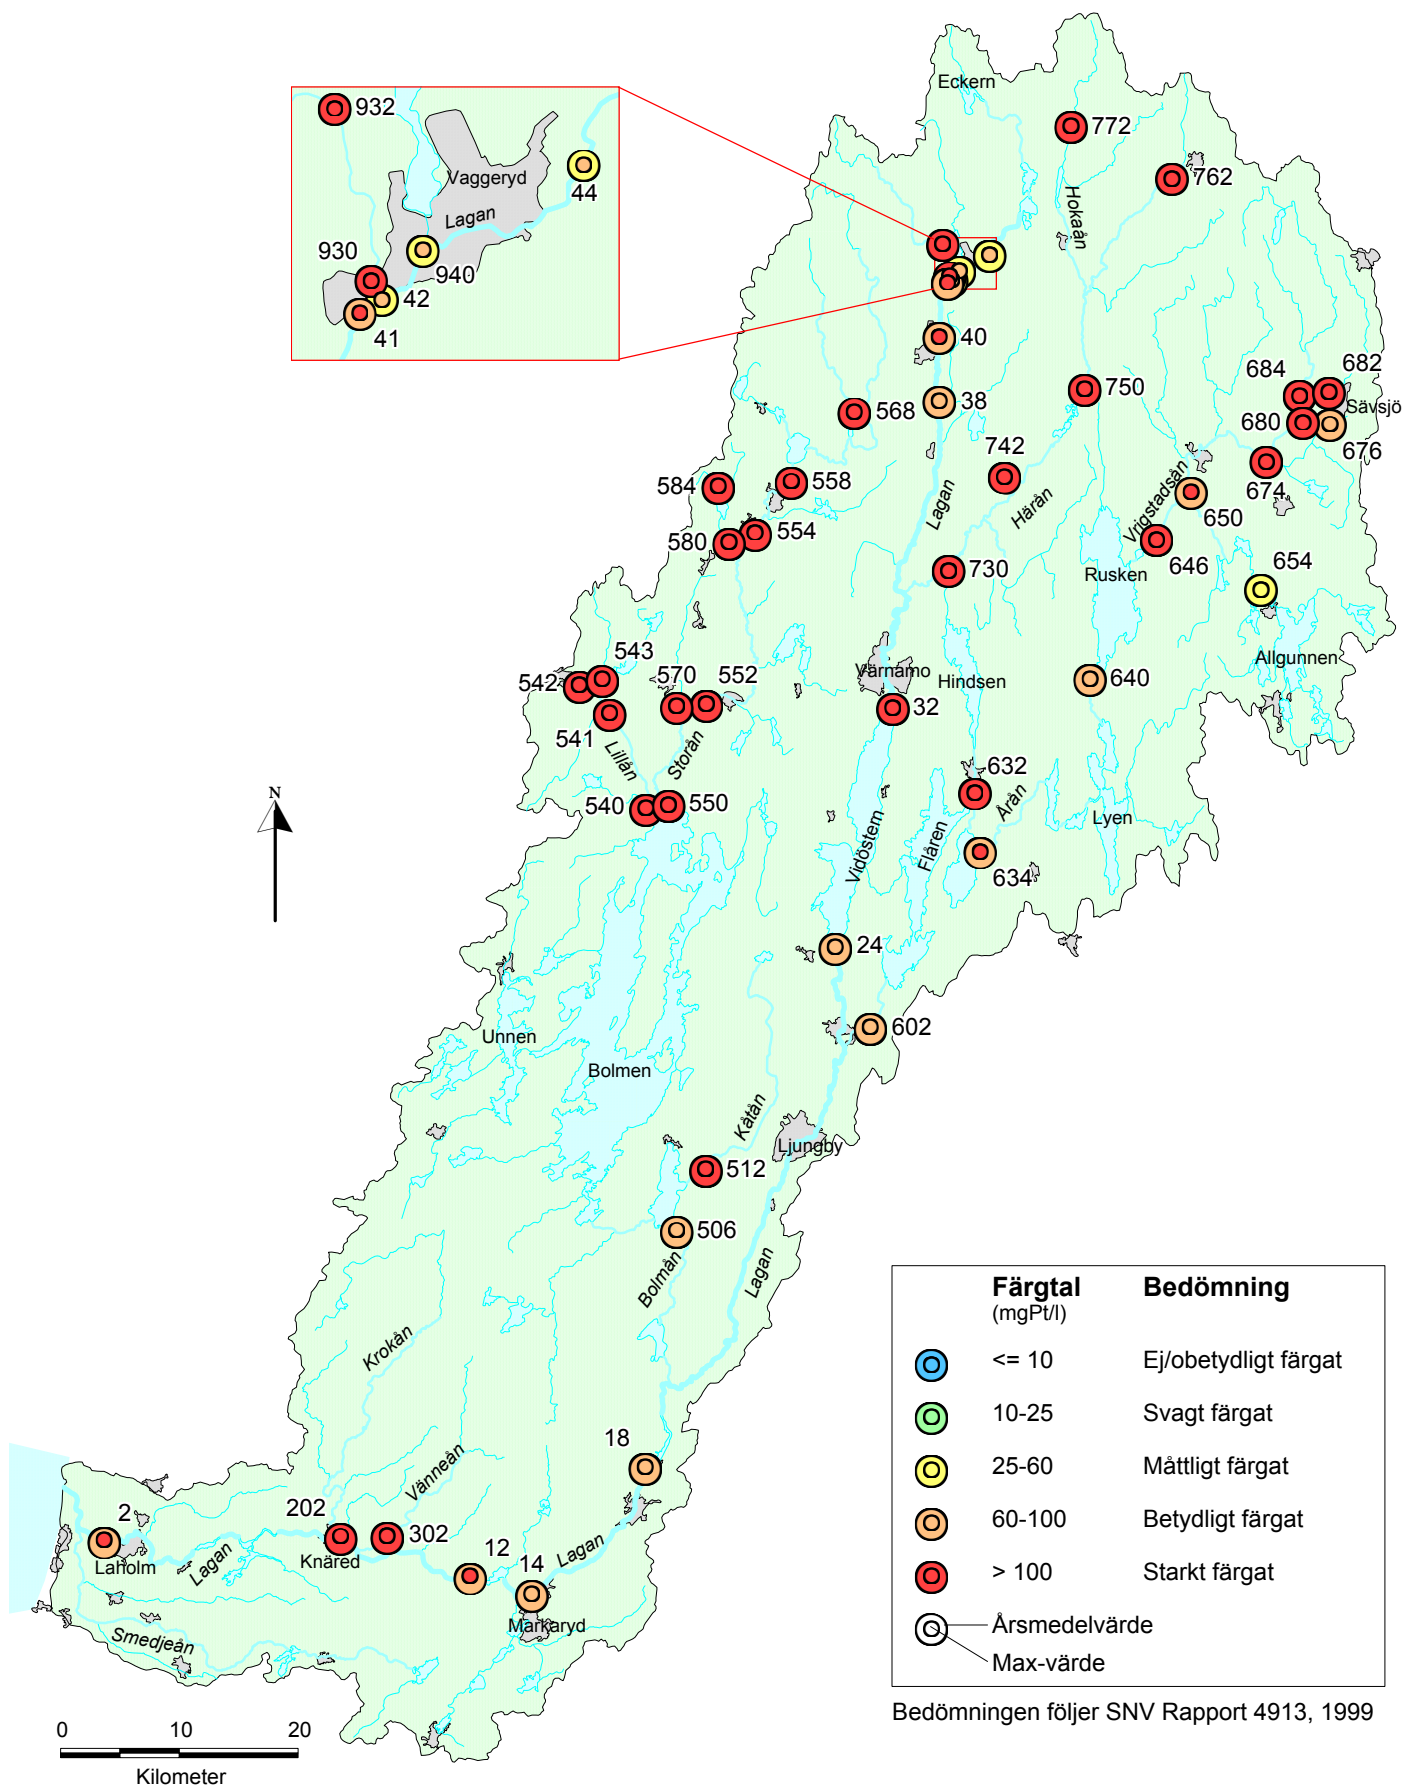 Eckern
932
772
Vaggeryd
44
762
Lagan
Hokaån
930
940
42
41
40
684
682
750
38
568
Sävsjö
680
676
742
674
584
558
Lagan
Härån
Vrigstadsån
650
554
580
646
730
Rusken
654
543
Allgunnen
542
570
552
Värnamo
Hindsen
640
32
541
Lillån
Storån
632
N
540
550
Årån
Lyen
Vidöstern
Flåren
634
24
Unnen
602
Bolmen
Kåtån
Ljungby
512
506
Bolmån
Lagan
Krokån
18
Vänneån
2
202
302
12
14
Lagan
Knäred
Laholm
Lagan
Markaryd
Smedjeån
0 10 20
Kilometer
Färgtal Bedömning
(mgPt/l)
<= 10 Ej/obetydligt färgat
10-25 Svagt färgat
25-60 Måttligt färgat
60-100 Betydligt färgat
> 100 Starkt färgat
Årsmedelvärde
Max-värde
Bedömningen följer SNV Rapport 4913, 1999